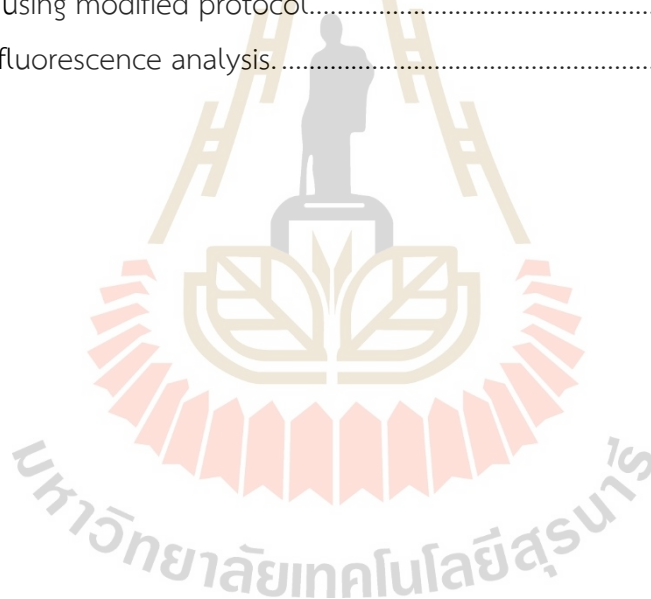 using modified protocol................................................................
fluorescence analysis. ................................................................
มหาวิทยาลัยเทคโนโลยีสุรนารี